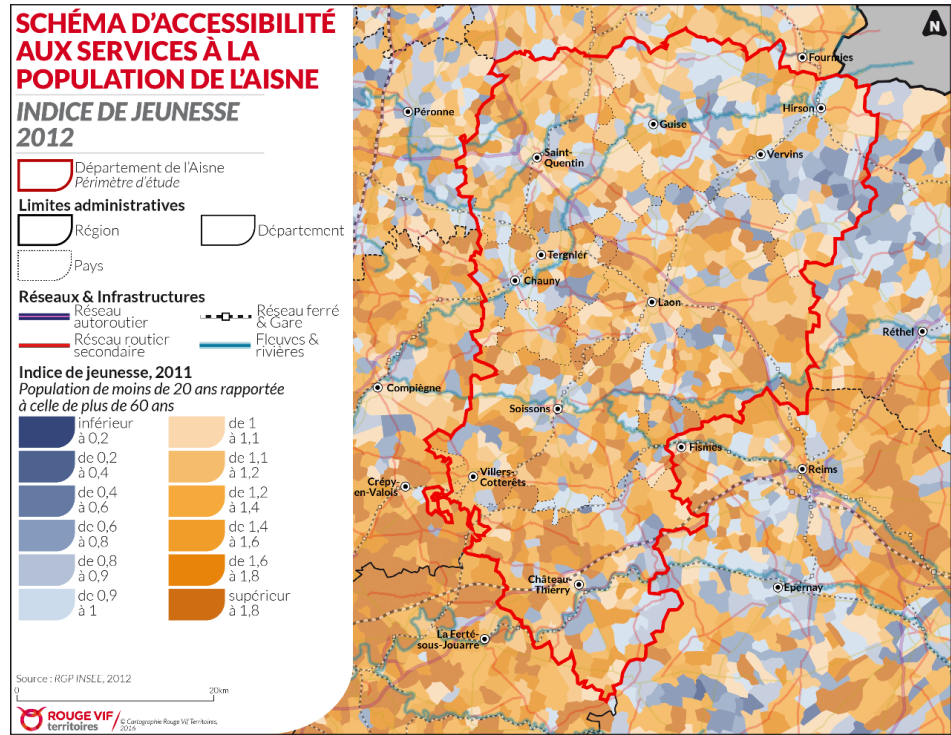 SCHÉMA D'ACCESSIBILITÉ
AUX SERVICES À LA
POPULATION DE L'AISNE
INDICE DE JEUNESSE
2012
Département de l'Aisne
Périmètre d'étude
Limites administratives
Région
Département
Pays
Réseaux & Infrastructures
Réseau
autoroutier
Réseau ferré
& Gare
Réseau routier
secondaire
Fleuves &
rivières
Indice de jeunesse, 2011
Population de moins de 20 ans rapportée
à celle de plus de 60 ans
inférieur
à 0,2
de 0,2
à 0,4
de 0,4
à 0,6
de 0,6
à 0,8
de 0,8
à 0,9
de 0,9
à 1
de 1
à 1,1
de 1,1
à 1,2
de 1,2
à 1,4
de 1,4
à 1,6
de 1,6
à 1,8
supérieur
à 1,8
Source : RGP INSEE, 2012
0 20km
ROUGE VIF
territoires
© Cartographie Rouge Vif Territoires,
2016
N
Fourmies
Péronne
Hirson
Guise
Saint-
Quentin
Vervins
Tergnier
Chauny
Laon
Réthel
Compiègne
Soissons
Fismes
Reims
Villers-
Cotterêts
Crépy
en-Valois
Château-
Thierry
Epernay
La Ferté-
sous-Jouarre